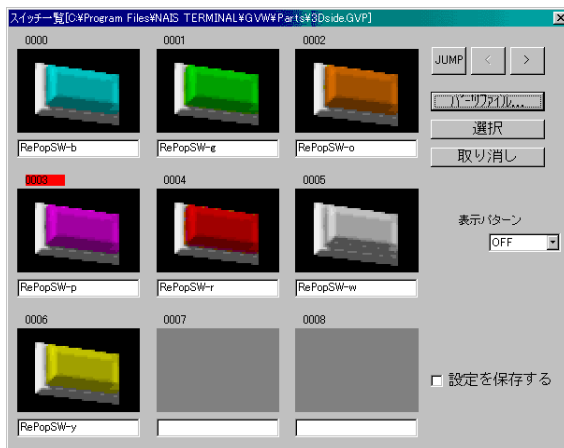 スイッチ一覧[C:¥Program Files¥NAIS TERMINAL¥GVW¥Parts¥3Dside.GVP]
0000 0001 0002
JUMP < >
パーツファイル...
選択
取り消し
RePopSW-b RePopSW-g RePopSW-o
0003 0004 0005
表示パターン
OFF
RePopSW-p RePopSW-r RePopSW-w
0006 0007 0008
設定を保存する
RePopSW-y